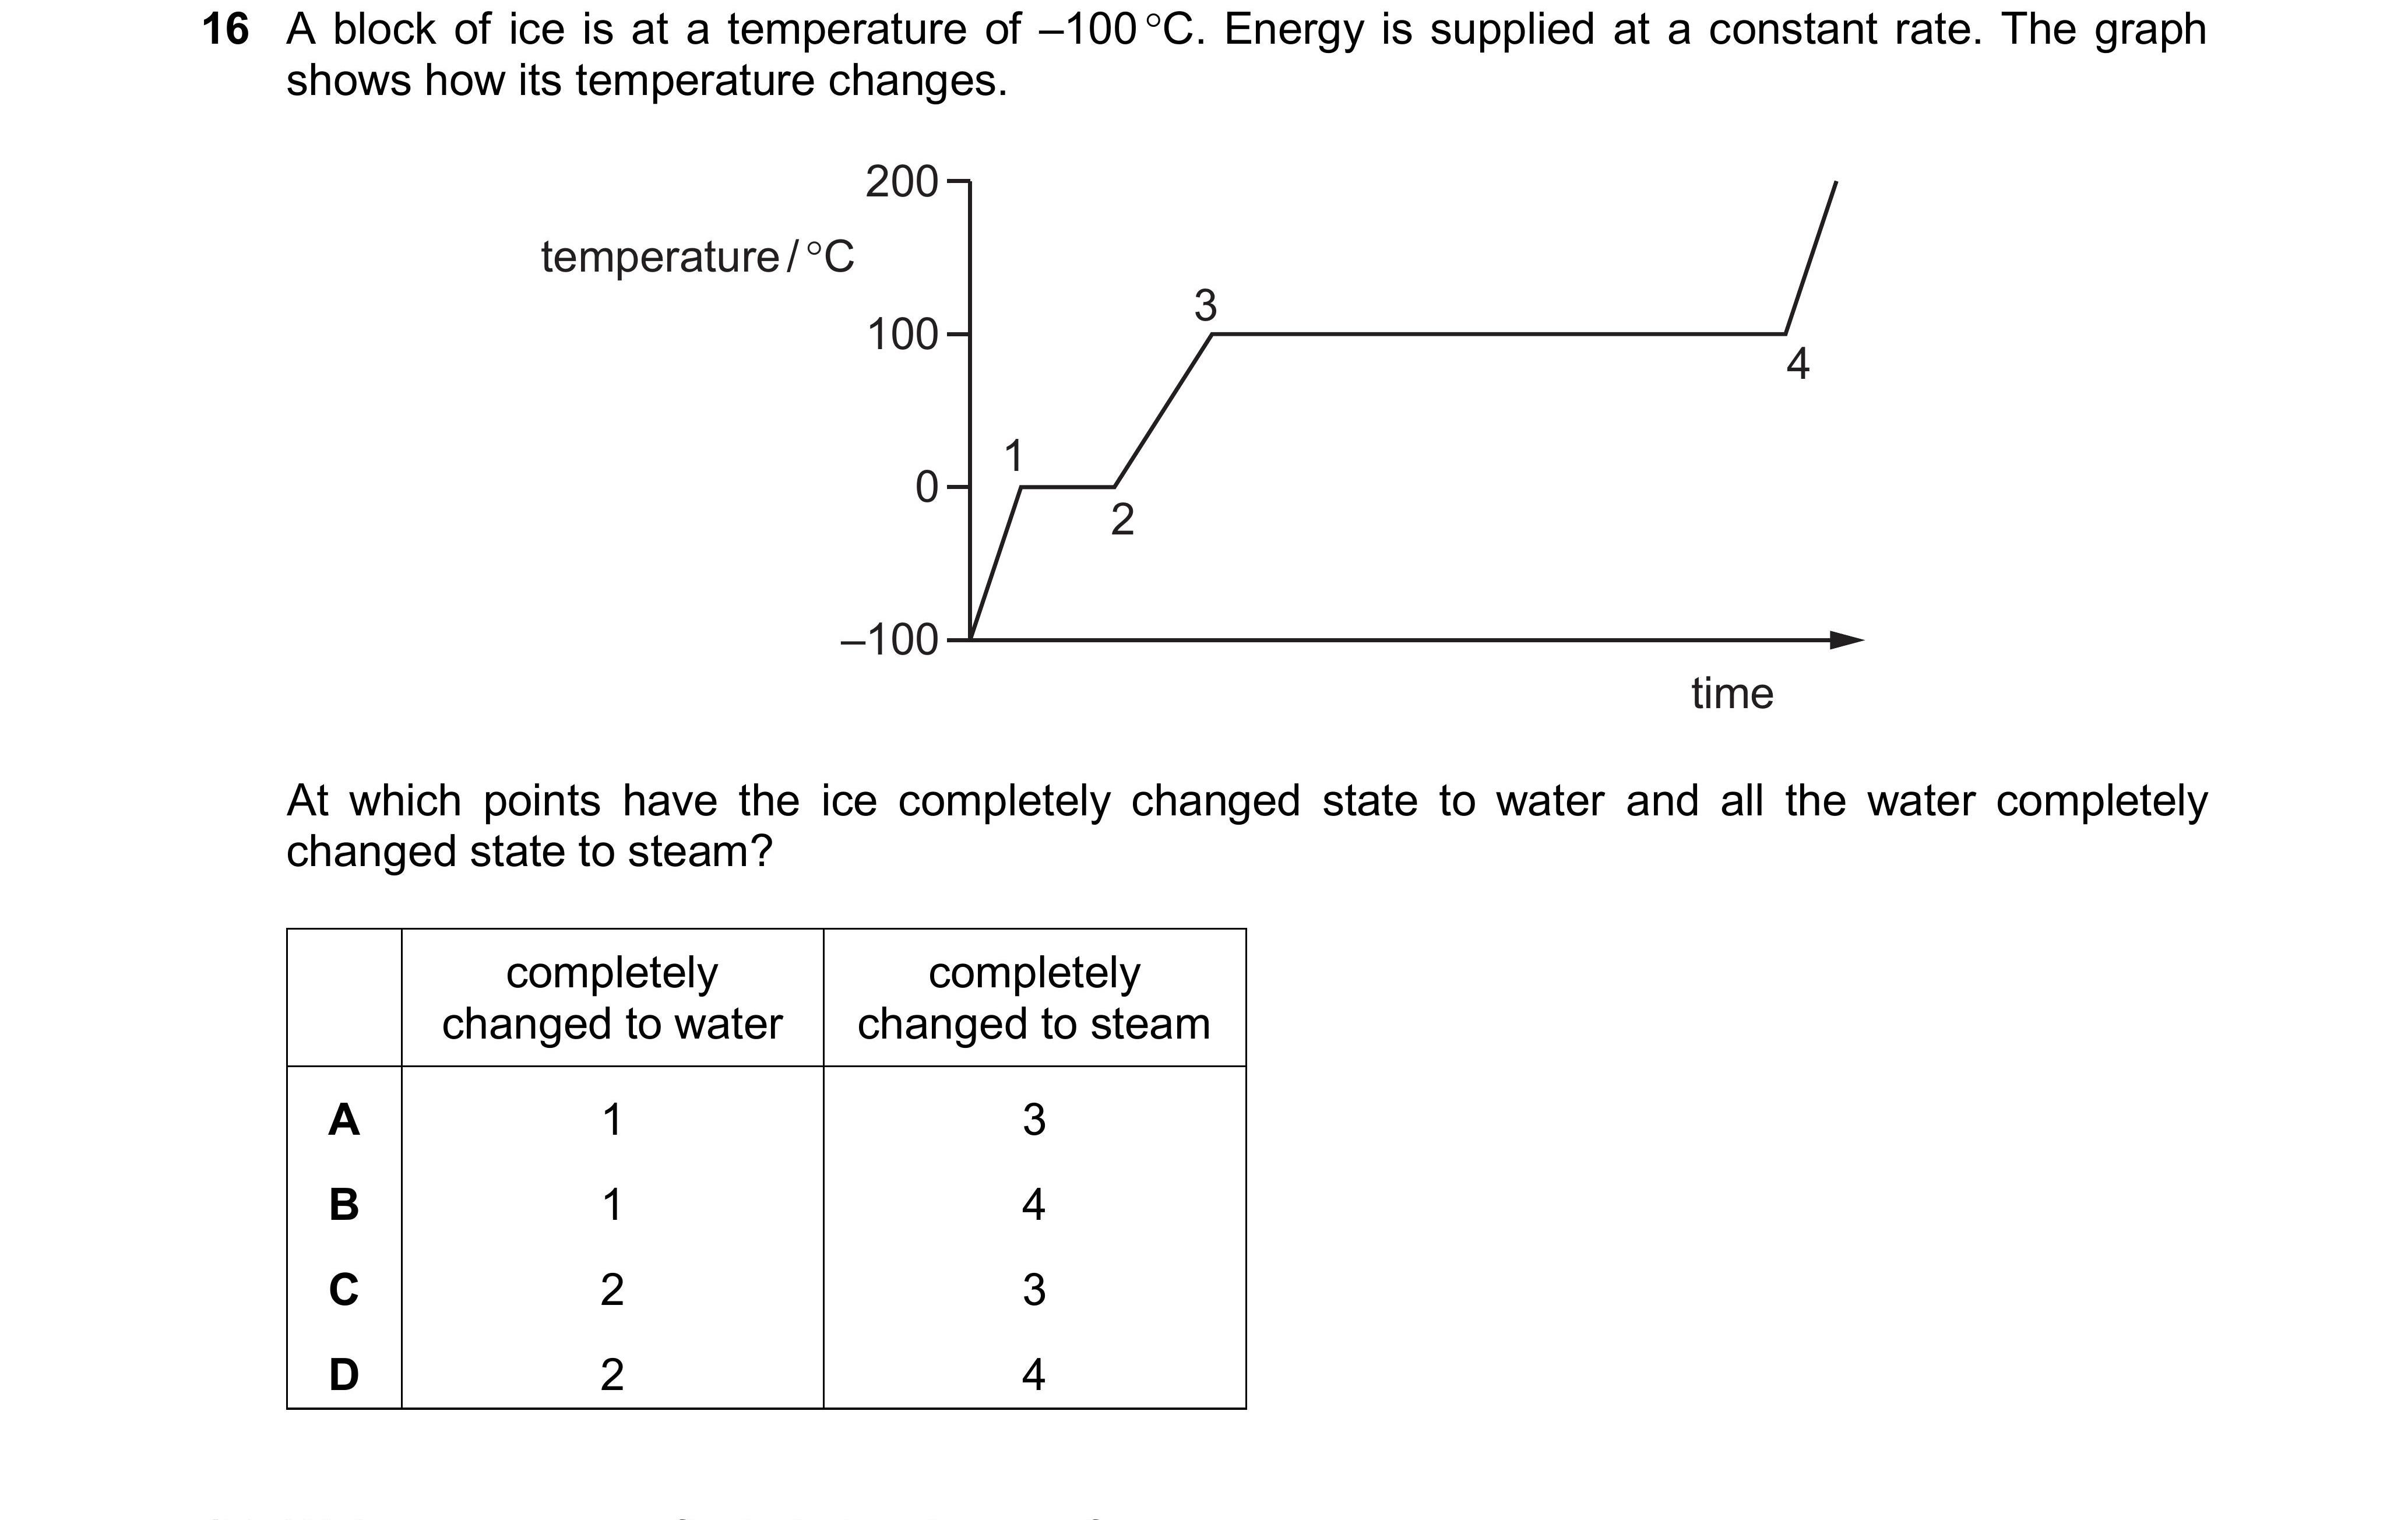 16 A block of ice is at a temperature of –100 °C. Energy is supplied at a constant rate. The graph
shows how its temperature changes.
200
temperature / °C
3
100
4
1
0
2
–100
time
At which points have the ice completely changed state to water and all the water completely
changed state to steam?
completely changed to water completely changed to steam
A 1 3
B 1 4
C 2 3
D 2 4